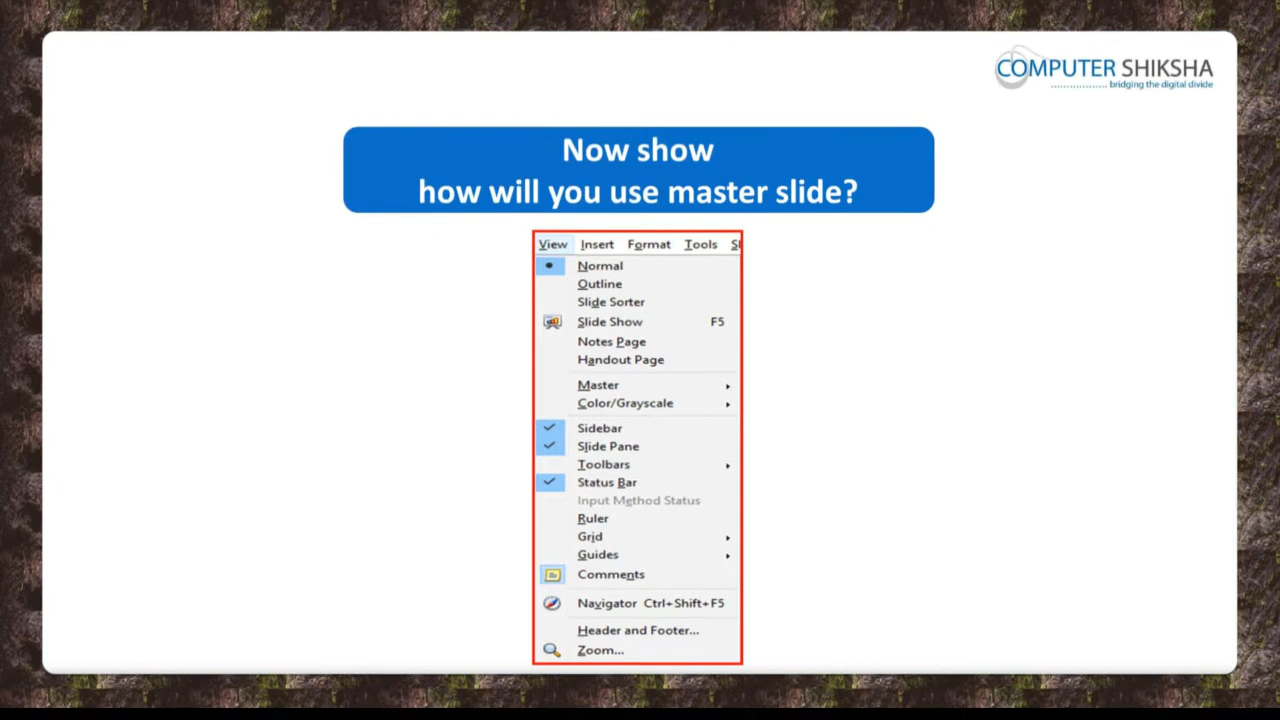 COMPUTER SHIKSHA
bridging the digital divide
Now show
how will you use master slide?
View Insert Format Tools
Normal
Outline
Slide Sorter
Slide Show F5
Notes Page
Handout Page
Master
Color/Grayscale
Sidebar
Slide Pane
Toolbars
Status Bar
Input Method Status
Ruler
Grid
Guides
Comments
Navigator Ctrl+Shift+F5
Header and Footer...
Zoom...